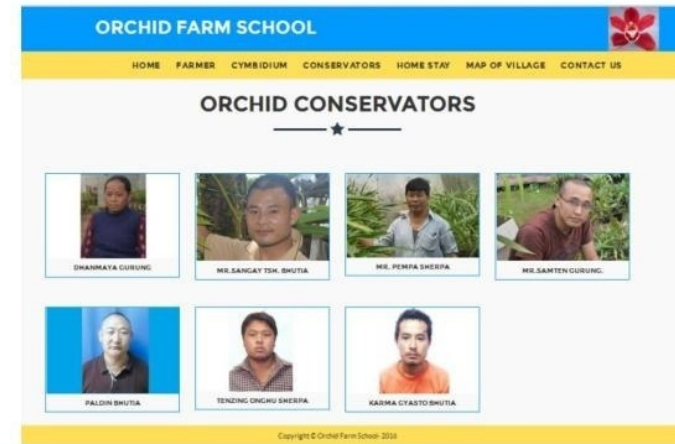 ORCHID FARM SCHOOL
HOME FARMER CYMBIDIUM CONSERVATORS HOME STAY MAP OF VILLAGE CONTACT US
ORCHID CONSERVATORS
DHANMAYA GURUNG
MR.SANGAY TSH. BHUTIA
MR. PEMPA SHERPA
MR.SAMTEN GURUNG.
PALDIN BHUTIA
TENZING ONGHU SHERPA
KARMA GYASTO BHUTIA
Copyright © Orchid Farm School- 2016